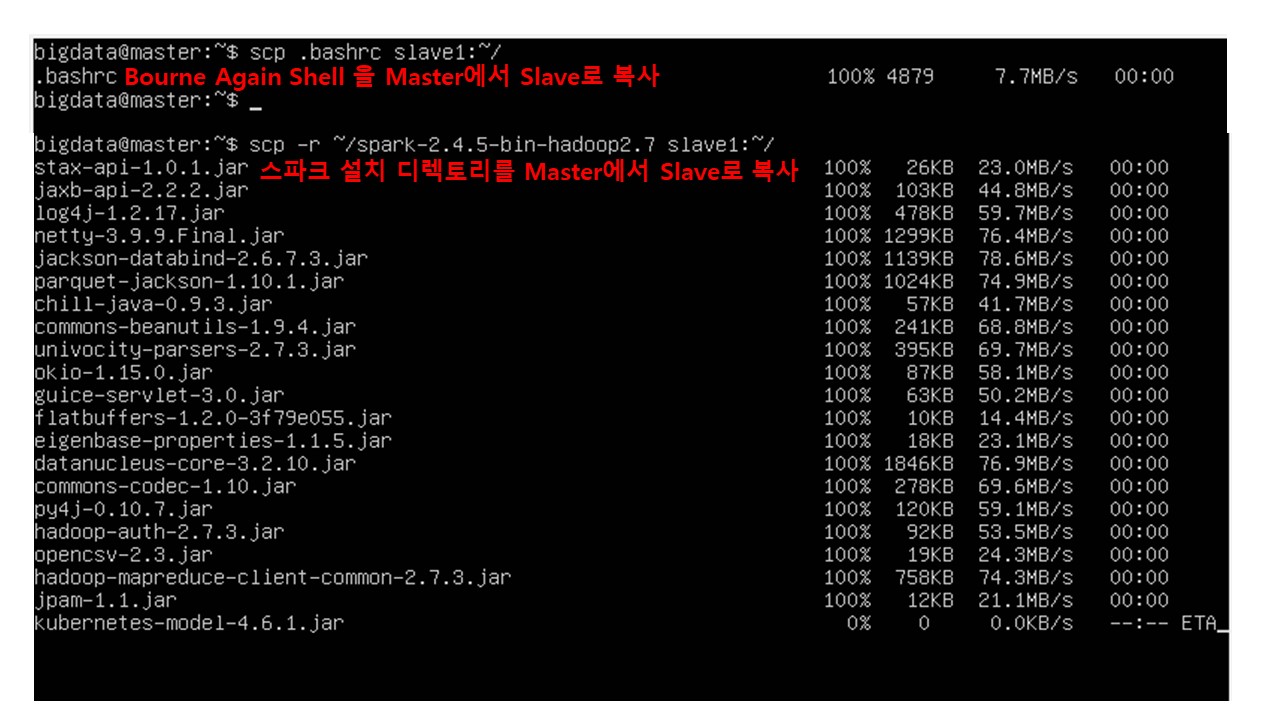 bigdata@master:~$ scp .bashrc slave1:~/
.bashrc Bourne Again Shell 을 Master에서 Slave로 복사 100% 4879 7.7MB/s 00:00
bigdata@master:~$ _
bigdata@master:~$ scp -r ~/spark-2.4.5-bin-hadoop2.7 slave1:~/
stax-api-1.0.1.jar 스파크 설치 디렉토리를 Master에서 Slave로 복사 100% 26KB 23.0MB/s 00:00
jaxb-api-2.2.2.jar 100% 103KB 44.8MB/s 00:00
log4j-1.2.17.jar 100% 478KB 59.7MB/s 00:00
netty-3.9.9.Final.jar 100% 1299KB 76.4MB/s 00:00
jackson-databind-2.6.7.3.jar 100% 1139KB 78.6MB/s 00:00
parquet-jackson-1.10.1.jar 100% 1024KB 74.9MB/s 00:00
chill-java-0.9.3.jar 100% 57KB 41.7MB/s 00:00
commons-beanutils-1.9.4.jar 100% 241KB 68.8MB/s 00:00
univocity-parsers-2.7.3.jar 100% 395KB 69.7MB/s 00:00
okio-1.15.0.jar 100% 87KB 58.1MB/s 00:00
guice-servlet-3.0.jar 100% 63KB 50.2MB/s 00:00
flatbuffers-1.2.0-3f79e055.jar 100% 10KB 14.4MB/s 00:00
eigenbase-properties-1.1.5.jar 100% 18KB 23.1MB/s 00:00
datanucleus-core-3.2.10.jar 100% 1846KB 76.9MB/s 00:00
commons-codec-1.10.jar 100% 278KB 69.6MB/s 00:00
py4j-0.10.7.jar 100% 120KB 59.1MB/s 00:00
hadoop-auth-2.7.3.jar 100% 92KB 53.5MB/s 00:00
opencsv-2.3.jar 100% 19KB 24.3MB/s 00:00
hadoop-mapreduce-client-common-2.7.3.jar 100% 758KB 74.3MB/s 00:00
jpam-1.1.jar 100% 12KB 21.1MB/s 00:00
kubernetes-model-4.6.1.jar 0% 0 0.0KB/s --:-- ETA_